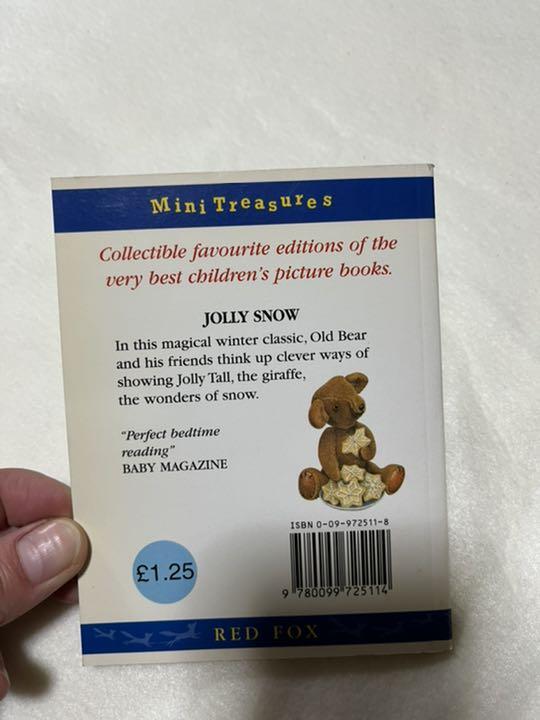 Mini Treasures
Collectible favourite editions of the
very best children's picture books.
JOLLY SNOW
In this magical winter classic, Old Bear
and his friends think up clever ways of
showing Jolly Tall, the giraffe,
the wonders of snow.
"Perfect bedtime
reading"
BABY MAGAZINE
ISBN 0-09-972511-8
£1.25
9 780099 725114
RED FOX